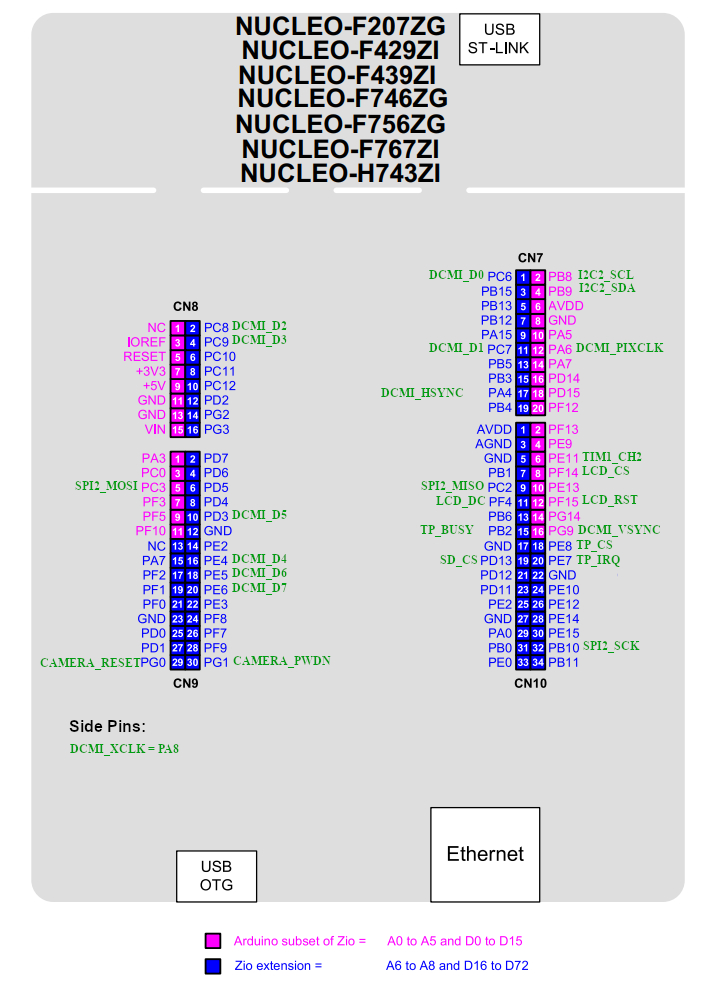 NUCLEO-F207ZG
NUCLEO-F429ZI
NUCLEO-F439ZI
NUCLEO-F746ZG
NUCLEO-F756ZG
NUCLEO-F767ZI
NUCLEO-H743ZI
USB
ST-LINK
CN8
NC 1 2 PC8 DCMI_D2
IOREF 3 4 PC9 DCMI_D3
RESET 5 6 PC10
+3V3 7 8 PC11
+5V 9 10 PC12
GND 11 12 PD2
GND 13 14 PG2
VIN 15 16 PG3
PA3 1 2 PD7
PC0 3 4 PD6
SPI2_MOSI PC3 5 6 PD5
PF3 7 8 PD4
PF5 9 10 PD3 DCMI_D5
PF10 11 12 GND
NC 13 14 PE2
PA7 15 16 PE4 DCMI_D4
PF2 17 18 PE5 DCMI_D6
PF1 19 20 PE6 DCMI_D7
PF0 21 22 PE3
GND 23 24 PF8
PD0 25 26 PF7
PD1 27 28 PF9
CAMERA_RESET PG0 29 30 PG1 CAMERA_PWDN
CN9
CN7
DCMI_D0 PC6 1 2 PB8 I2C2_SCL
PB15 3 4 PB9 I2C2_SDA
PB13 5 6 AVDD
PB12 7 8 GND
PA15 9 10 PA5
DCMI_D1 PC7 11 12 PA6 DCMI_PIXCLK
PB5 13 14 PA7
PB3 15 16 PD14
DCMI_HSYNC PA4 17 18 PD15
PB4 19 20 PF12
AVDD 1 2 PF13
AGND 3 4 PE9
GND 5 6 PE11 TIM1_CH2
PB1 7 8 PF14 LCD_CS
SPI2_MISO PC2 9 10 PE13
LCD_DC PF4 11 12 PF15 LCD_RST
PB6 13 14 PG14
TP_BUSY PB2 15 16 PG9 DCMI_VSYNC
GND 17 18 PE8 TP_CS
SD_CS PD13 19 20 PE7 TP_IRQ
PD12 21 22 GND
PD11 23 24 PE10
PE2 25 26 PE12
GND 27 28 PE14
PA0 29 30 PE15
PB0 31 32 PB10 SPI2_SCK
PE0 33 34 PB11
CN10
Side Pins:
DCMI_XCLK = PA8
USB
OTG
Ethernet
Arduino subset of Zio = A0 to A5 and D0 to D15
Zio extension = A6 to A8 and D16 to D72